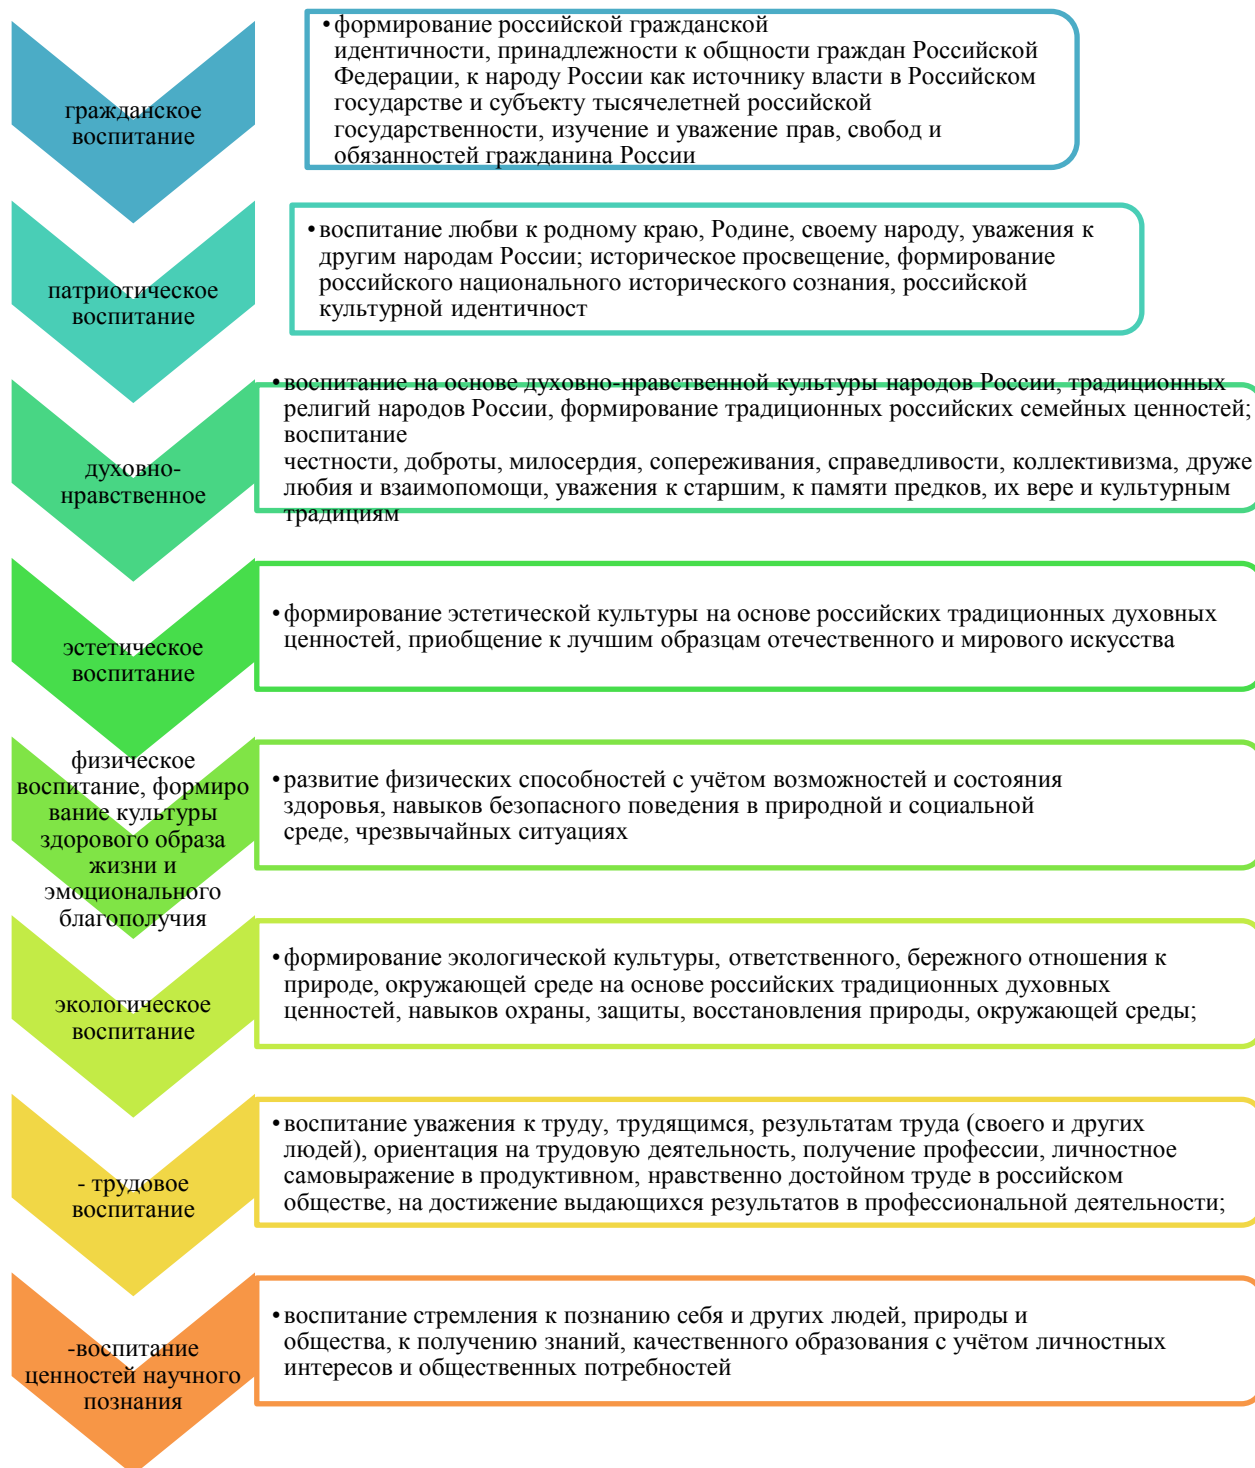 гражданское
воспитание
•формирование российской гражданской
идентичности, принадлежности к общности граждан Российской
Федерации, к народу России как источнику власти в Российском
государстве и субъекту тысячелетней российской
государственности, изучение и уважение прав, свобод и
обязанностей гражданина России
патриотическое
воспитание
•воспитание любви к родному краю, Родине, своему народу, уважения к
другим народам России; историческое просвещение, формирование
российского национального исторического сознания, российской
культурной идентичност
духовно-
нравственное
•воспитание на основе духовно-нравственной культуры народов России, традиционных
религий народов России, формирование традиционных российских семейных ценностей;
воспитание
честности, доброты, милосердия, сопереживания, справедливости, коллективизма, друже
любия и взаимопомощи, уважения к старшим, к памяти предков, их вере и культурным
традициям
эстетическое
воспитание
•формирование эстетической культуры на основе российских традиционных духовных
ценностей, приобщение к лучшим образцам отечественного и мирового искусства
физическое
воспитание, формиро
вание культуры
здорового образа
жизни и
эмоционального
благополучия
•развитие физических способностей с учётом возможностей и состояния
здоровья, навыков безопасного поведения в природной и социальной
среде, чрезвычайных ситуациях
экологическое
воспитание
•формирование экологической культуры, ответственного, бережного отношения к
природе, окружающей среде на основе российских традиционных духовных
ценностей, навыков охраны, защиты, восстановления природы, окружающей среды;
- трудовое
воспитание
•воспитание уважения к труду, трудящимся, результатам труда (своего и других
людей), ориентация на трудовую деятельность, получение профессии, личностное
самовыражение в продуктивном, нравственно достойном труде в российском
обществе, на достижение выдающихся результатов в профессиональной деятельности;
-воспитание
ценностей научного
познания
•воспитание стремления к познанию себя и других людей, природы и
общества, к получению знаний, качественного образования с учётом личностных
интересов и общественных потребностей